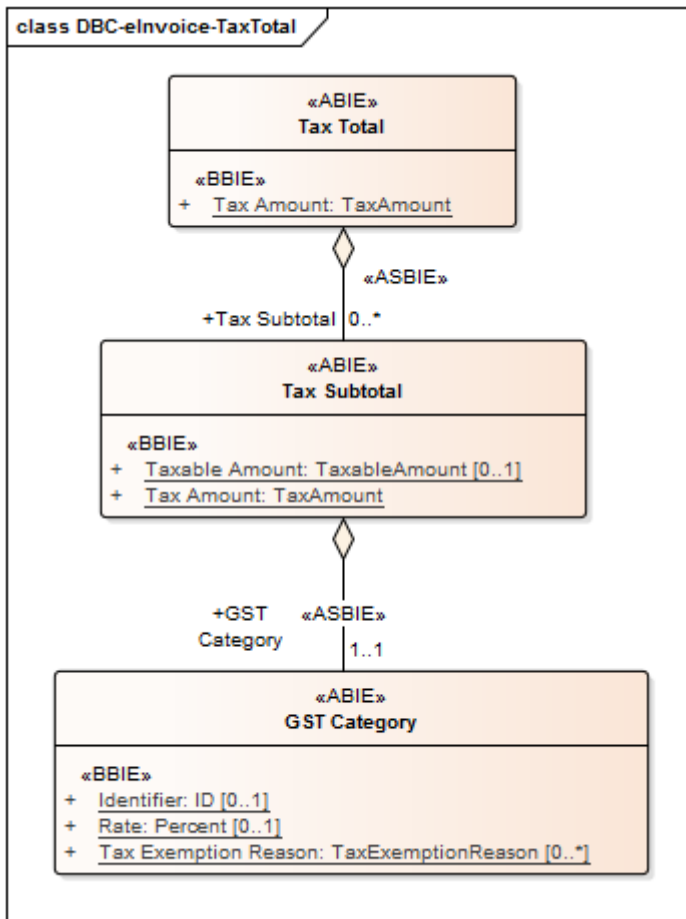 class DBC-eInvoice-TaxTotal
«ABIE»
Tax Total
«BBIE»
+ Tax Amount: TaxAmount
«ASBIE»
+Tax Subtotal 0..*
«ABIE»
Tax Subtotal
«BBIE»
+ Taxable Amount: TaxableAmount [0..1]
+ Tax Amount: TaxAmount
+GST «ASBIE»
Category
1..1
«ABIE»
GST Category
«BBIE»
+ Identifier: ID [0..1]
+ Rate: Percent [0..1]
+ Tax Exemption Reason: TaxExemptionReason [0..*]